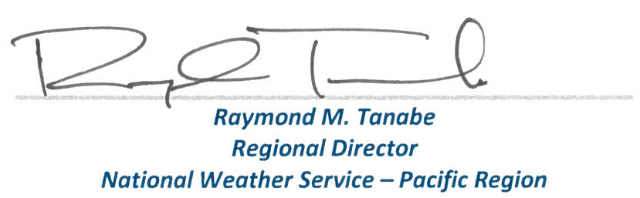 Raymond M. Tanabe
Regional Director
National Weather Service – Pacific Region